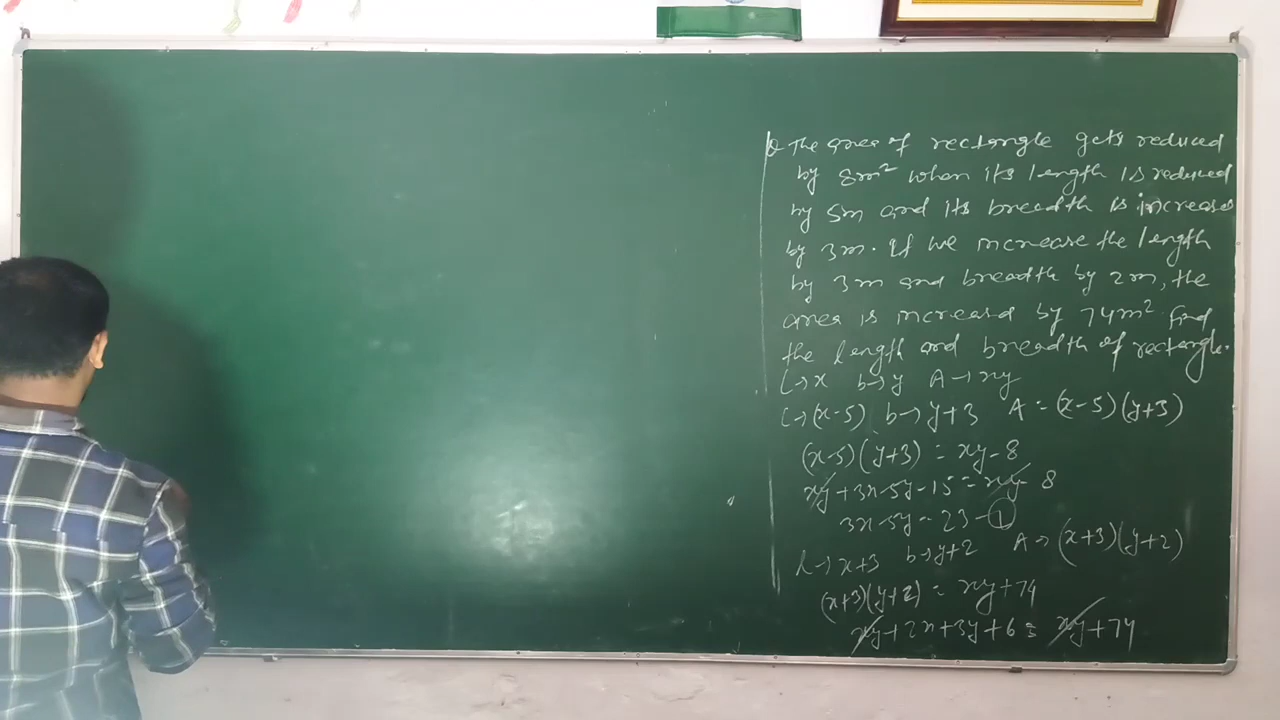 Q The area of rectangle gets reduced
by 8m² when its length is reduced
by 5m and its breadth is increase
by 3m. If we increase the length
by 3m and breadth by 2m, the
area is increased by 74m². Find
the length and breadth of rectangle.
l→x b→y A→xy
l→(x-5) b→y+3 A=(x-5)(y+3)
(x-5)(y+3) = xy-8
xy+3x-5y-15=xy-8
3x-5y=23-①
l→x+3 b→y+2 A→(x+3)(y+2)
(x+3)(y+2) = xy+74
xy+2x+3y+6= xy+74